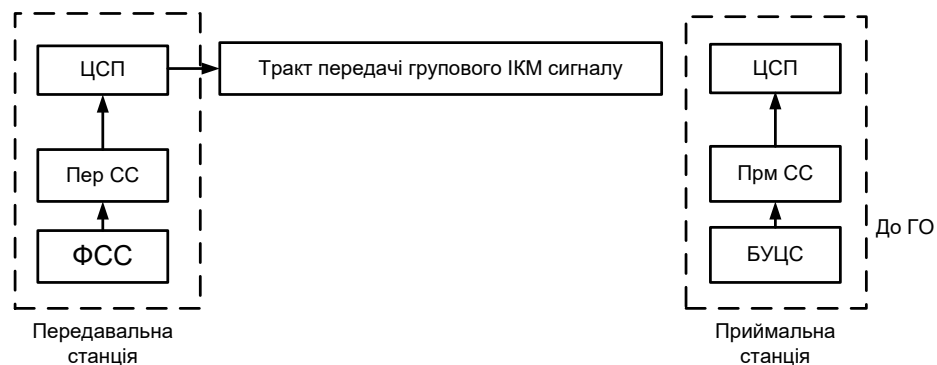 ЦСП
Тракт передачі групового ІКМ сигналу
ЦСП
Пер СС
Прм СС
ФСС
БУЦС
До ГО
Передавальна
станція
Приймальна
станція